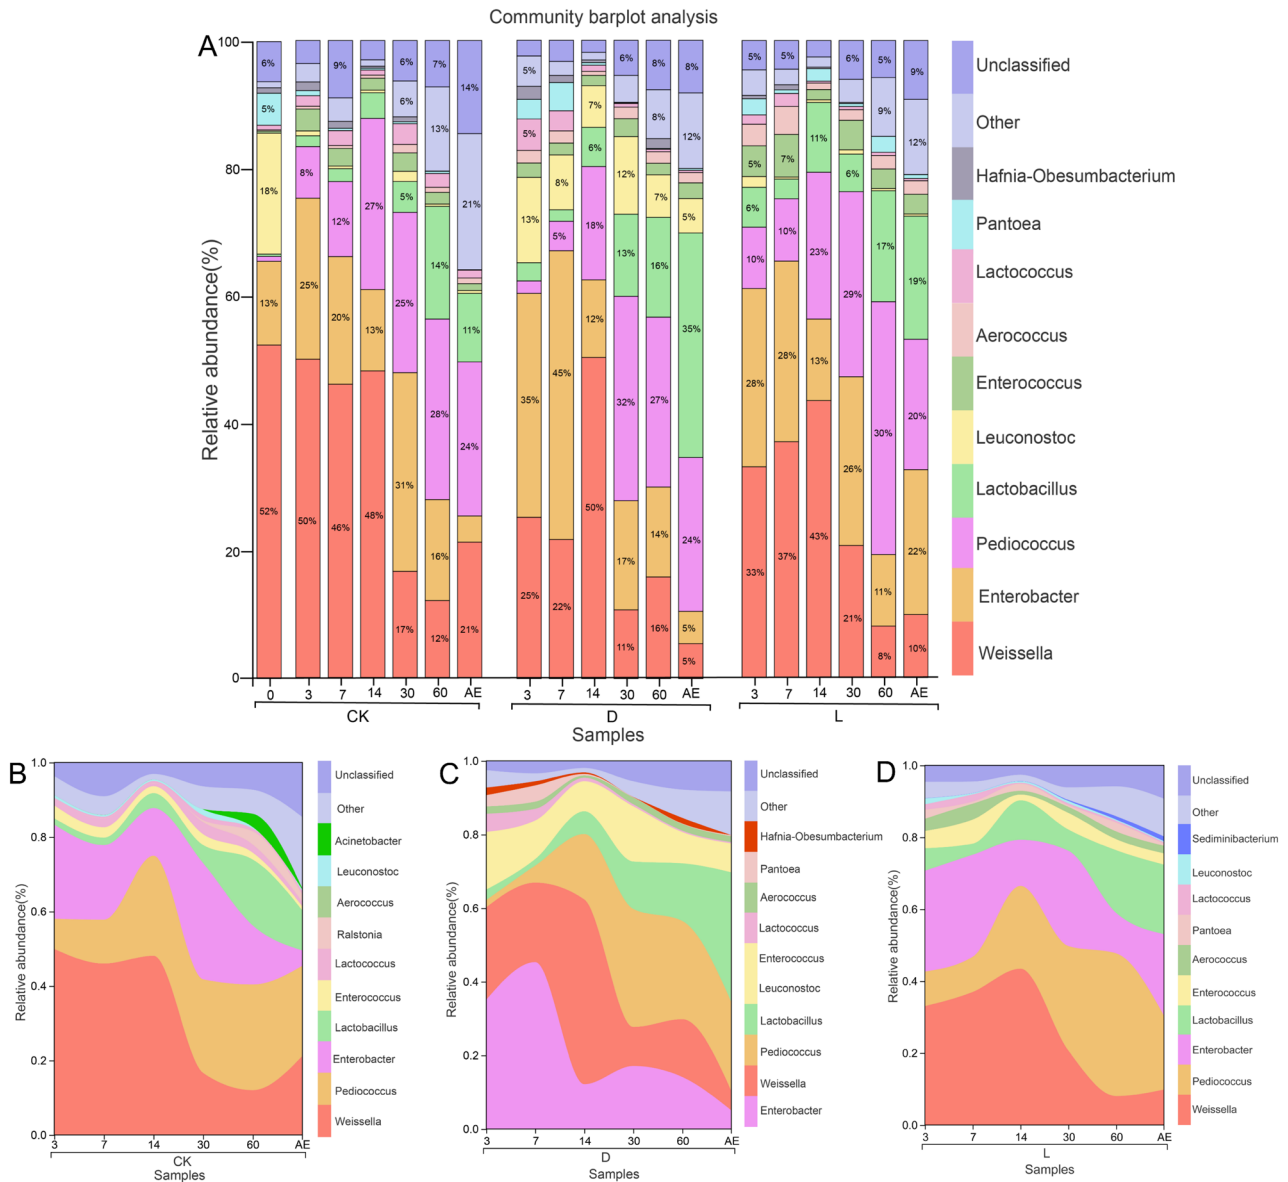 Community barplot analysis
A
Relative abundance(%)
100
80
60
40
20
0
6%
5%
18%
13%
52%
8%
25%
50%
9%
12%
20%
46%
27%
13%
48%
6%
6%
5%
25%
31%
17%
7%
13%
14%
28%
16%
12%
14%
21%
11%
24%
21%
5%
5%
13%
35%
25%
8%
5%
45%
22%
7%
6%
18%
12%
50%
6%
12%
13%
32%
17%
11%
8%
8%
7%
16%
27%
14%
16%
8%
12%
5%
35%
24%
5%
5%
5%
5%
6%
10%
28%
33%
5%
7%
10%
28%
37%
11%
23%
13%
43%
6%
6%
29%
26%
21%
5%
9%
17%
30%
11%
8%
9%
12%
19%
20%
22%
10%
0 3 7 14 30 60 AE 3 7 14 30 60 AE 3 7 14 30 60 AE
CK D L
Samples
Unclassified
Other
Hafnia-Obesumbacterium
Pantoea
Lactococcus
Aerococcus
Enterococcus
Leuconostoc
Lactobacillus
Pediococcus
Enterobacter
Weissella
B
Relative abundance(%)
1.0
0.8
0.6
0.4
0.2
0.0
3 7 14 30 60 AE
CK
Samples
Unclassified
Other
Acinetobacter
Leuconostoc
Aerococcus
Ralstonia
Lactococcus
Enterococcus
Lactobacillus
Enterobacter
Pediococcus
Weissella
C
Relative abundance(%)
1.0
0.8
0.6
0.4
0.2
0.0
3 7 14 30 60 AE
D
Samples
Unclassified
Other
Hafnia-Obesumbacterium
Pantoea
Aerococcus
Lactococcus
Enterococcus
Leuconostoc
Lactobacillus
Pediococcus
Weissella
Enterobacter
D
Relative abundance(%)
1.0
0.8
0.6
0.4
0.2
0.0
3 7 14 30 60 AE
L
Samples
Unclassified
Other
Sediminibacterium
Leuconostoc
Lactococcus
Pantoea
Aerococcus
Enterococcus
Lactobacillus
Enterobacter
Pediococcus
Weissella